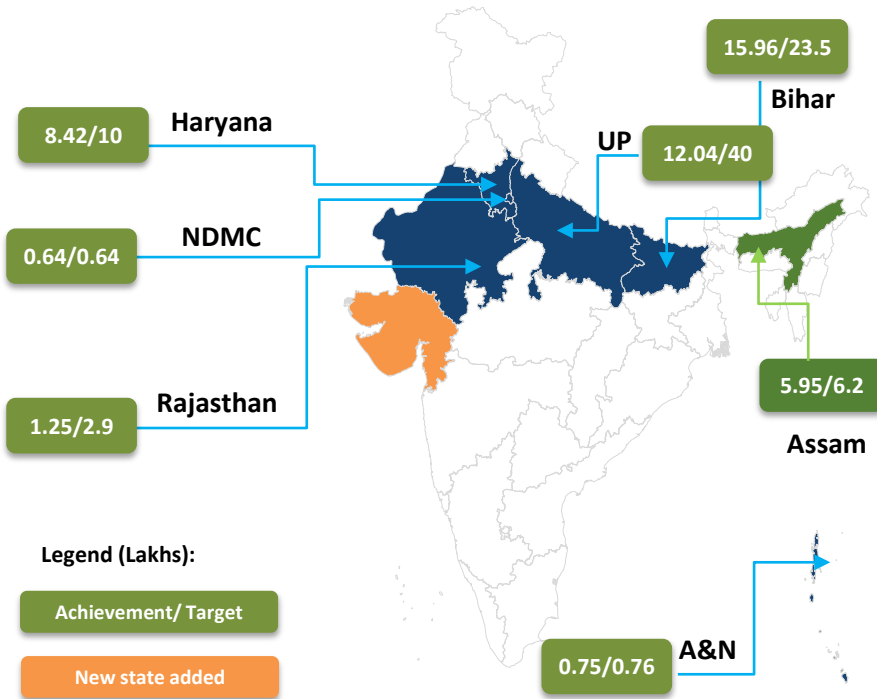 15.96/23.5
Bihar
Haryana
8.42/10
UP
12.04/40
NDMC
0.64/0.64
Rajasthan
1.25/2.9
5.95/6.2
Assam
Legend (Lakhs):
Achievement/ Target
New state added
A&N
0.75/0.76